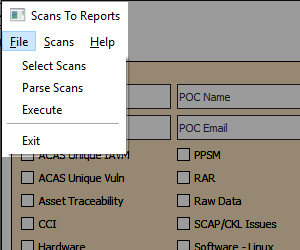 Scans To Reports
File Scans Help
Select Scans
Parse Scans
Execute
Exit
POC Name
POC Email
ACAS Unique IAVM
PPSM
ACAS Unique Vuln
RAR
Asset Traceability
Raw Data
CCI
SCAP/CKL Issues
Hardware
Software - Linux